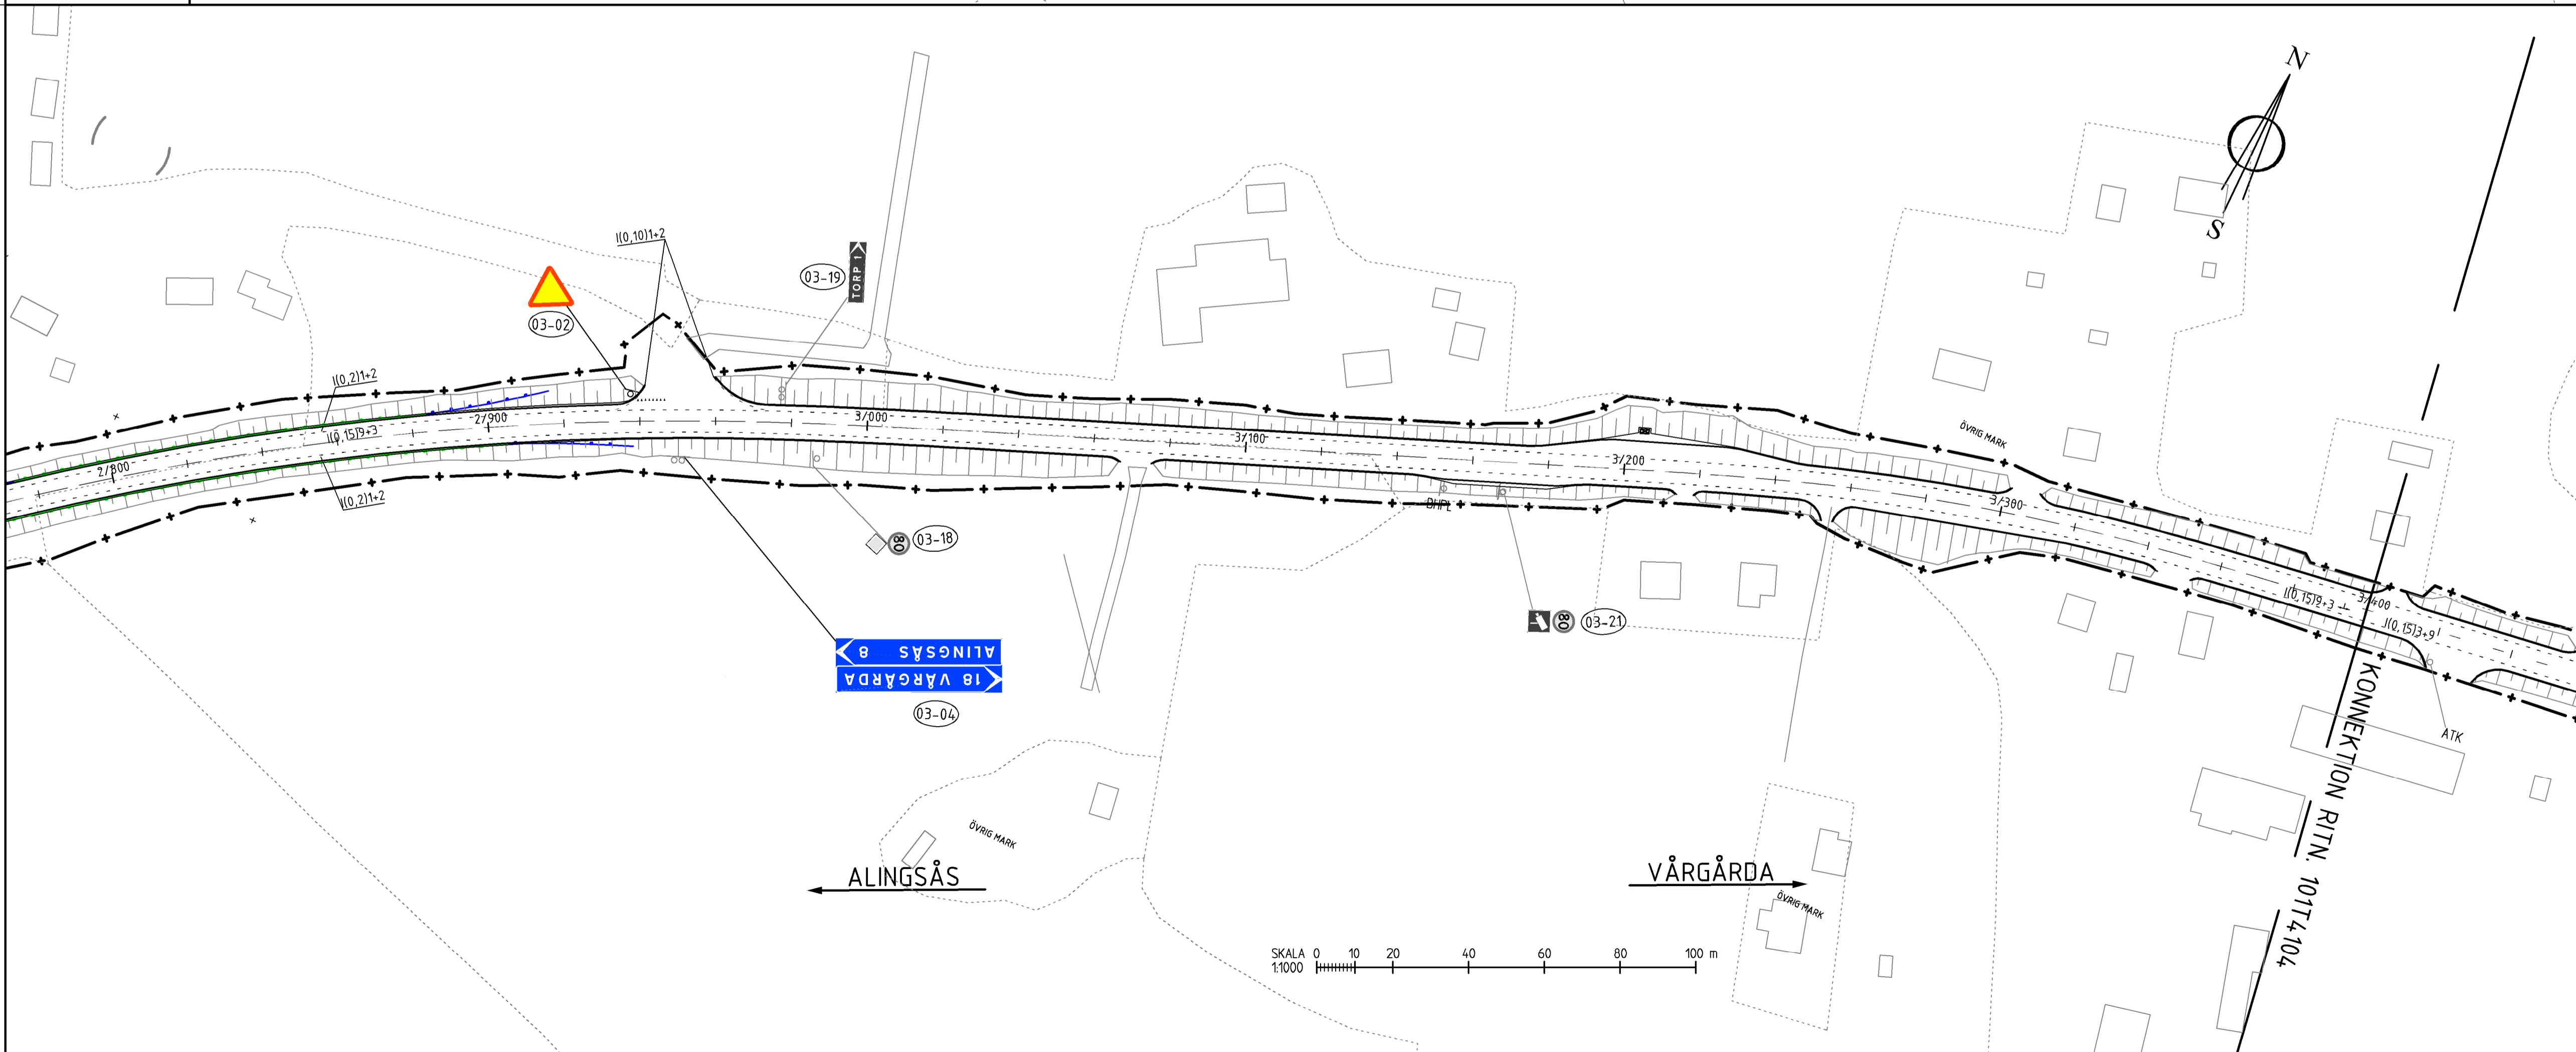 N
S
I(0,10)1+2
03-19
TORP 1
03-02
I(0,2)1+2
I(0,15)9+3
I(0,2)1+2
2/800
2/900
3/000
3/100
3/200
3/300
3/400
ÖVRIG MARK
80
03-18
BHPL
80
03-21
I(0,15)9+3
I(0,15)3+9
ALINGSÅS 8
18 VÅRGÅRDA
03-04
ATK
KONNEKTION RITN. 101T4104
ÖVRIG MARK
ALINGSÅS
VÅRGÅRDA
ÖVRIG MARK
SKALA 0 10 20 40 60 80 100 m
1:1000